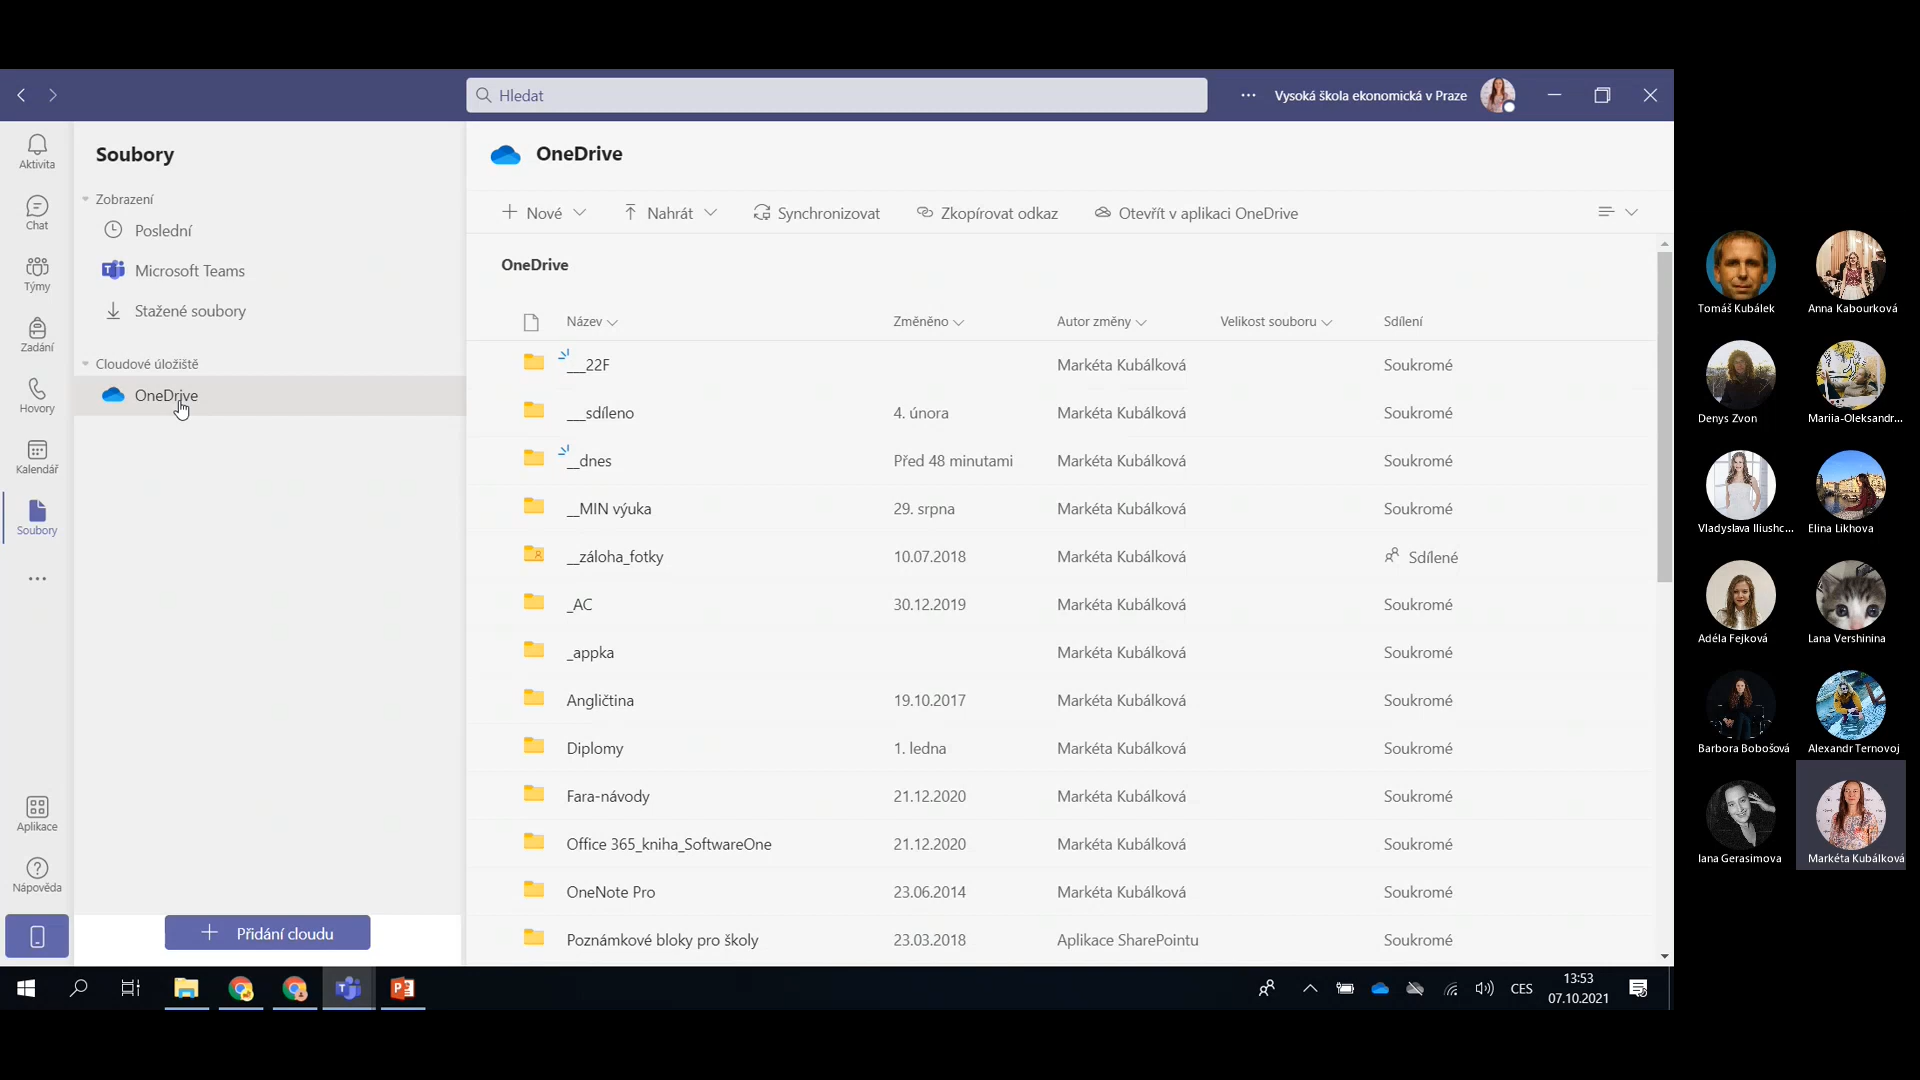 Hledat
Vysoká škola ekonomická v Praze
Aktivita
Chat
Týmy
Zadání
Hovory
Kalendář
Soubory
Aplikace
Nápověda
Soubory
Zobrazení
Poslední
Microsoft Teams
Stažené soubory
Cloudové úložiště
OneDrive
Přidání cloudu
OneDrive
Nové
Nahrát
Synchronizovat
Zkopírovat odkaz
Otevřít v aplikaci OneDrive
OneDrive
Název Změněno Autor změny Velikost souboru Sdílení
___22F Markéta Kubálková Soukromé
___sdíleno 4. února Markéta Kubálková Soukromé
__dnes Před 48 minutami Markéta Kubálková Soukromé
__MIN výuka 29. srpna Markéta Kubálková Soukromé
__záloha_fotky 10.07.2018 Markéta Kubálková Sdílené
_AC 30.12.2019 Markéta Kubálková Soukromé
_appka Markéta Kubálková Soukromé
Angličtina 19.10.2017 Markéta Kubálková Soukromé
Diplomy 1. ledna Markéta Kubálková Soukromé
Fara-návody 21.12.2020 Markéta Kubálková Soukromé
Office 365_kniha_SoftwareOne 21.12.2020 Markéta Kubálková Soukromé
OneNote Pro 23.06.2014 Markéta Kubálková Soukromé
Poznámkové bloky pro školy 23.03.2018 Aplikace SharePointu Soukromé
CES
13:53
07.10.2021
Tomáš Kubálek
Anna Kabourková
Denys Zvon
Mariia-Oleksandr...
Vladyslava Iliushc...
Elina Likhova
Adéla Fejková
Lana Vershinina
Barbora Bobošová
Alexandr Ternovoj
Iana Gerasimova
Markéta Kubálková